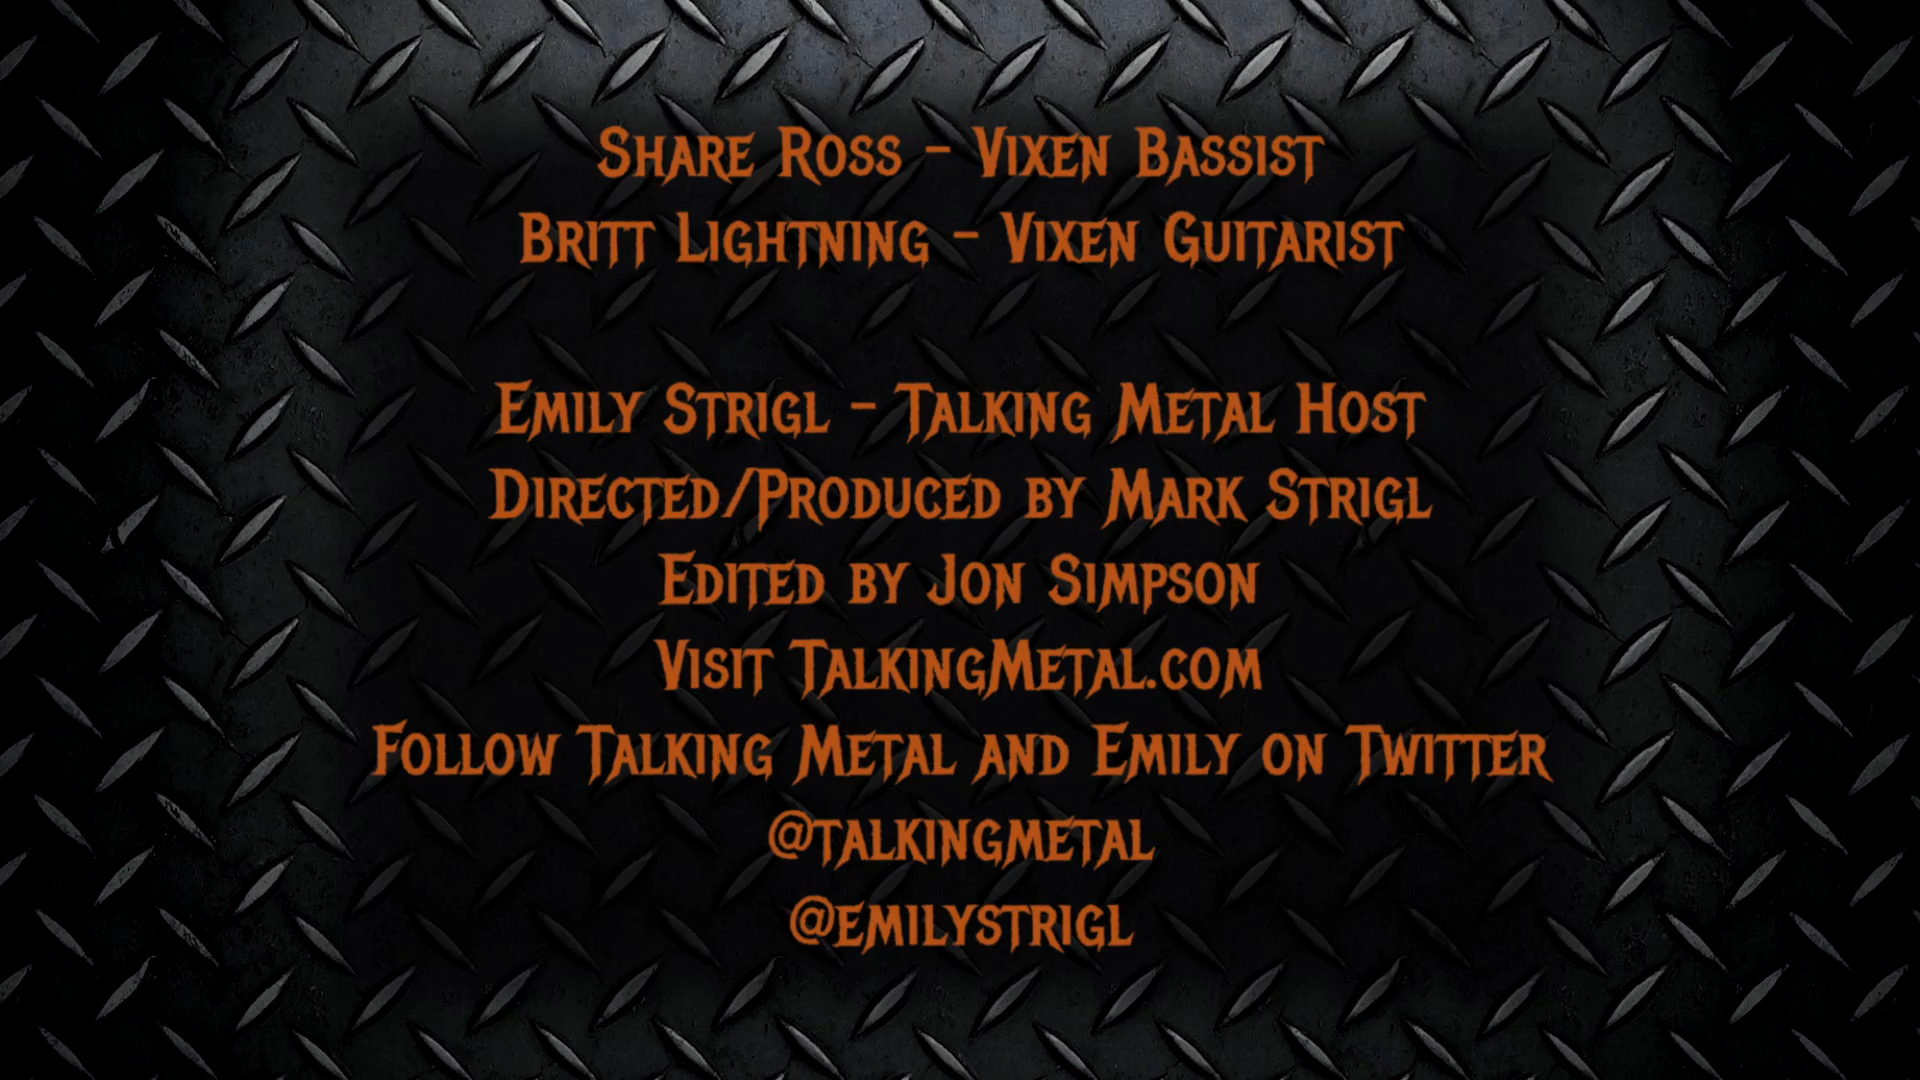 Share Ross - Vixen Bassist
Britt Lightning - Vixen Guitarist
Emily Strigl - Talking Metal Host
Directed/Produced by Mark Strigl
Edited by Jon Simpson
Visit TalkingMetal.com
Follow Talking Metal and Emily on Twitter
@talkingmetal
@emilystrigl